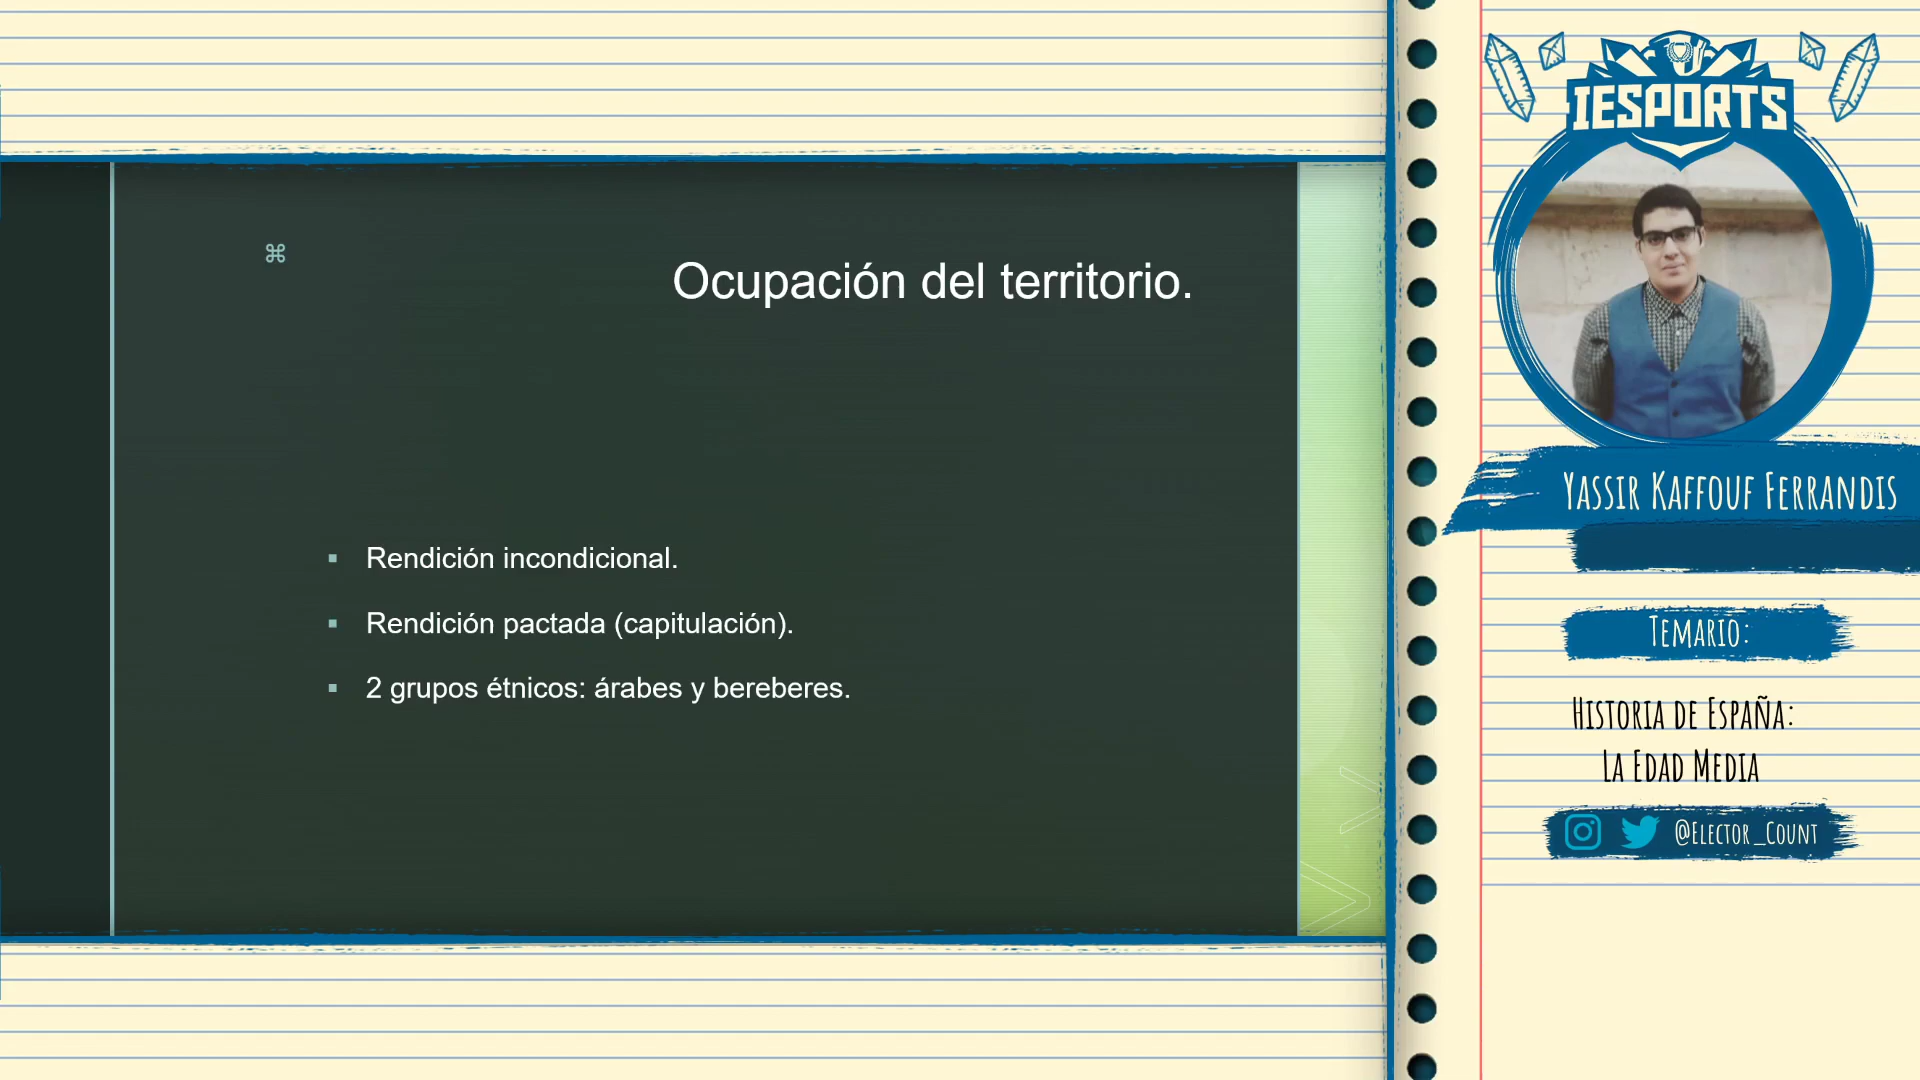 Ocupación del territorio.
Rendición incondicional.
Rendición pactada (capitulación).
2 grupos étnicos: árabes y bereberes.
IESPORTS
Yassir Kaffouf Ferrandis
Temario:
Historia de España:
La Edad Media
@Elector_Count